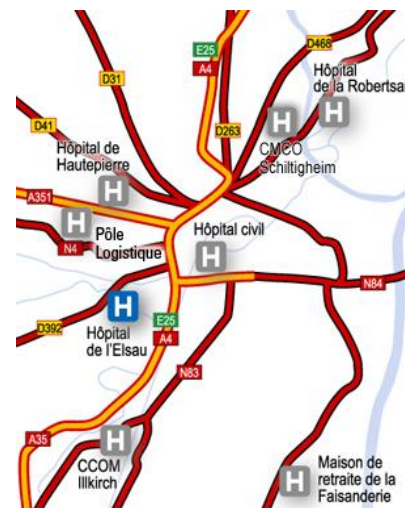 E25
A4
D468
D31
Hôpital
de la Robertsau
D41
D263
H
H
CMCO
Schiltigheim
Hôpital de
Hautepierre
H
A351
H
Pôle
Logistique
N4
Hôpital civil
H
N84
H
D392
Hôpital
de l'Elsau
E25
A4
N83
A35
H
CCOM
Illkirch
H
Maison de
retraite de la
Faisanderie